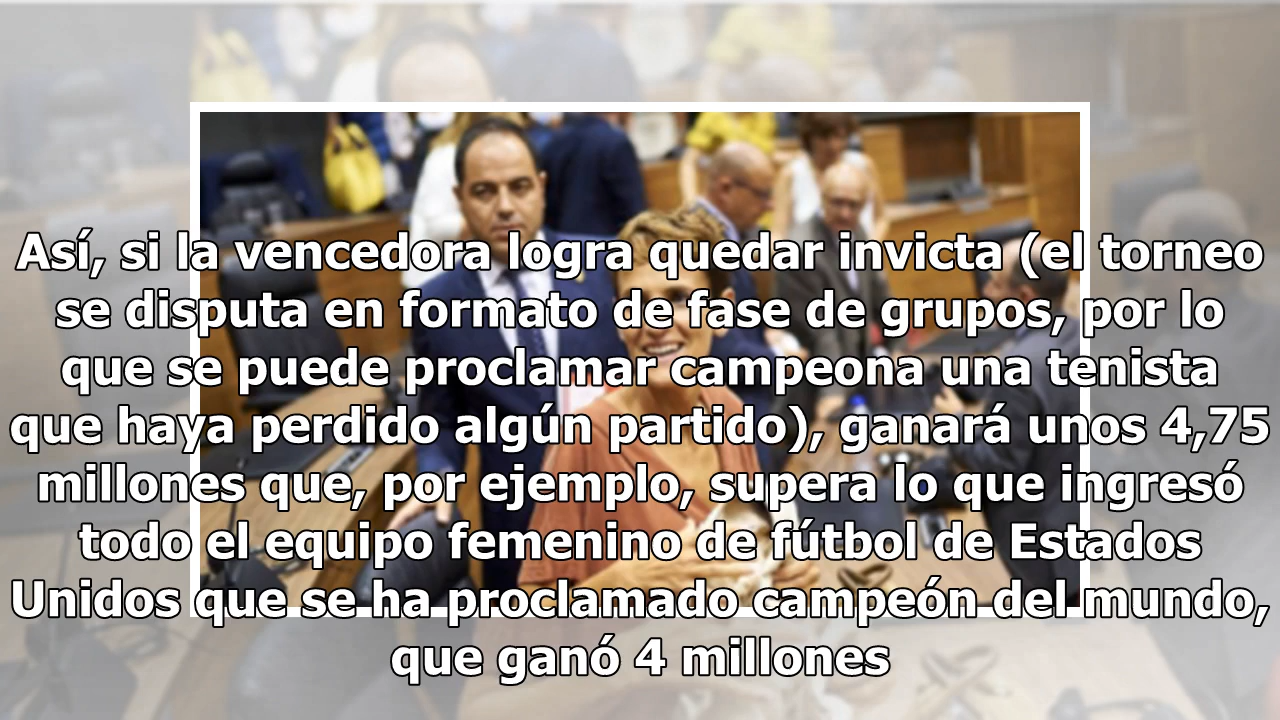 Así, si la vencedora logra quedar invicta (el torneo
se disputa en formato de fase de grupos, por lo
que se puede proclamar campeona una tenista
que haya perdido algún partido), ganará unos 4,75
millones que, por ejemplo, supera lo que ingresó
todo el equipo femenino de fútbol de Estados
Unidos que se ha proclamado campeón del mundo,
que ganó 4 millones